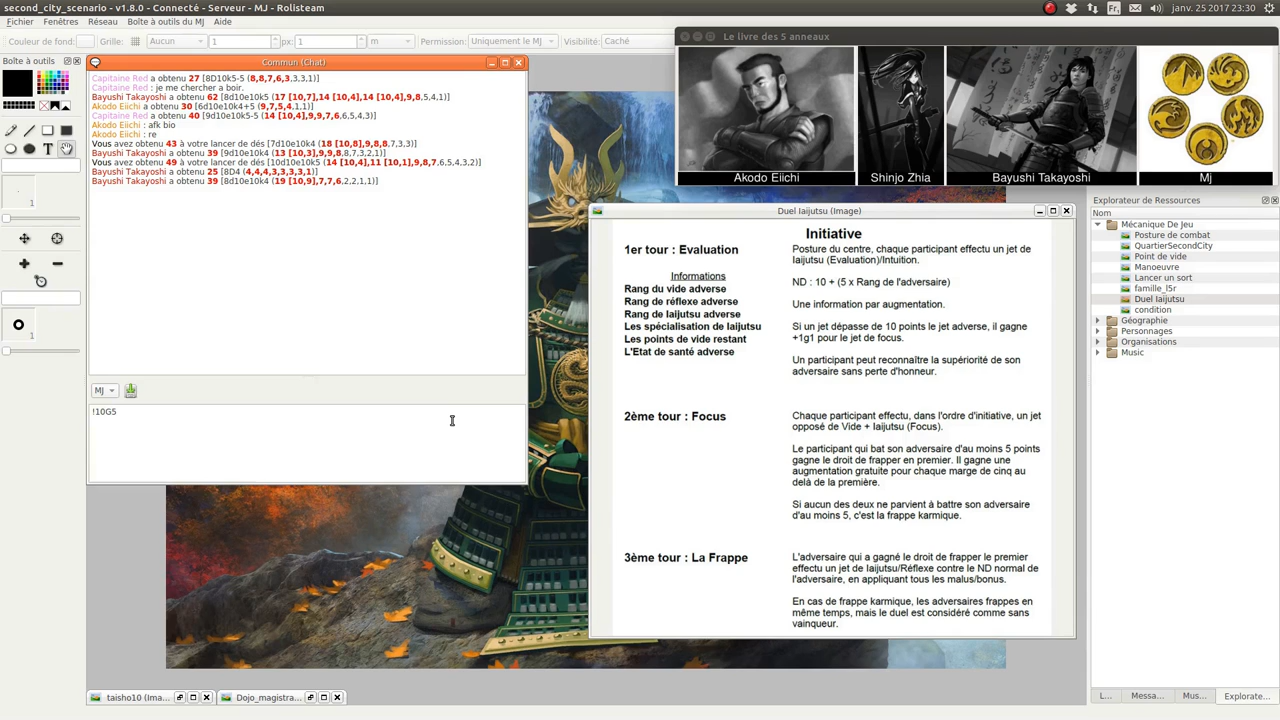 second_city_scenario - v1.8.0 - Connecté - Serveur - MJ - Rolisteam
Fr
janv. 25 2017 23:30
Fichier Fenêtres Réseau Boîte à outils du MJ Aide
Couleur de fond: Grille: Aucun 1 px: 1 m Permission: Uniquement le MJ Visibilité: Caché
Boîte à outils
1
1
Commun (Chat)
Capitaine Red a obtenu 27 [8D10k5-5 (8,8,7,6,3,3,3,1)]
Capitaine Red : je me chercher a boir.
Bayushi Takayoshi a obtenu 62 [8d10e10k5 (17 [10,7],14 [10,4],14 [10,4],9,8,5,4,1)]
Akodo Eiichi a obtenu 30 [6d10e10k4+5 (9,7,5,4,1,1)]
Capitaine Red a obtenu 40 [9d10e10k5-5 (14 [10,4],9,9,7,6,6,5,4,3)]
Akodo Eiichi : afk bio
Akodo Eiichi : re
Vous avez obtenu 43 à votre lancer de dés [7d10e10k4 (18 [10,8],9,8,8,7,3,3)]
Bayushi Takayoshi a obtenu 39 [9d10e10k4 (13 [10,3],9,9,8,8,7,3,2,1)]
Vous avez obtenu 49 à votre lancer de dés [10d10e10k5 (14 [10,4],11 [10,1],9,8,7,6,5,4,3,2)]
Bayushi Takayoshi a obtenu 25 [8D4 (4,4,4,3,3,3,3,1)]
Bayushi Takayoshi a obtenu 39 [8d10e10k4 (19 [10,9],7,7,6,2,2,1,1)]
MJ
!10G5
Le livre des 5 anneaux
Akodo Eiichi
Shinjo Zhia
Bayushi Takayoshi
Mj
Duel Iaijutsu (Image)
Initiative
1er tour : Evaluation
Informations
Rang du vide adverse
Rang de réflexe adverse
Rang de Iaijutsu adverse
Les spécialisation de Iaijutsu
Les points de vide restant
L'Etat de santé adverse
Posture du centre, chaque participant effectu un jet de
Iaijutsu (Evaluation)/Intuition.
ND : 10 + (5 x Rang de l'adversaire)
Une information par augmentation.
Si un jet dépasse de 10 points le jet adverse, il gagne
+1g1 pour le jet de focus.
Un participant peut reconnaître la supériorité de son
adversaire sans perte d'honneur.
2ème tour : Focus
Chaque participant effectu, dans l'ordre d'initiative, un jet
opposé de Vide + Iaijutsu (Focus).
Le participant qui bat son adversaire d'au moins 5 points
gagne le droit de frapper en premier. Il gagne une
augmentation gratuite pour chaque marge de cinq au
delà de la première.
Si aucun des deux ne parvient à battre son adversaire
d'au moins 5, c'est la frappe karmique.
3ème tour : La Frappe
L'adversaire qui a gagné le droit de frapper le premier
effectu un jet de Iaijutsu/Réflexe contre le ND normal de
l'adversaire, en appliquant tous les malus/bonus.
En cas de frappe karmique, les adversaires frappes en
même temps, mais le duel est considéré comme sans
vainqueur.
Explorateur de Ressources
Nom
Mécanique De Jeu
Posture de combat
QuartierSecondCity
Point de vide
Manoeuvre
Lancer un sort
famille_l5r
Duel Iaijutsu
condition
Géographie
Personnages
Organisations
Music
taisho10 (Ima...
Dojo_magistra...
L... Messa... Mus... Explorate...